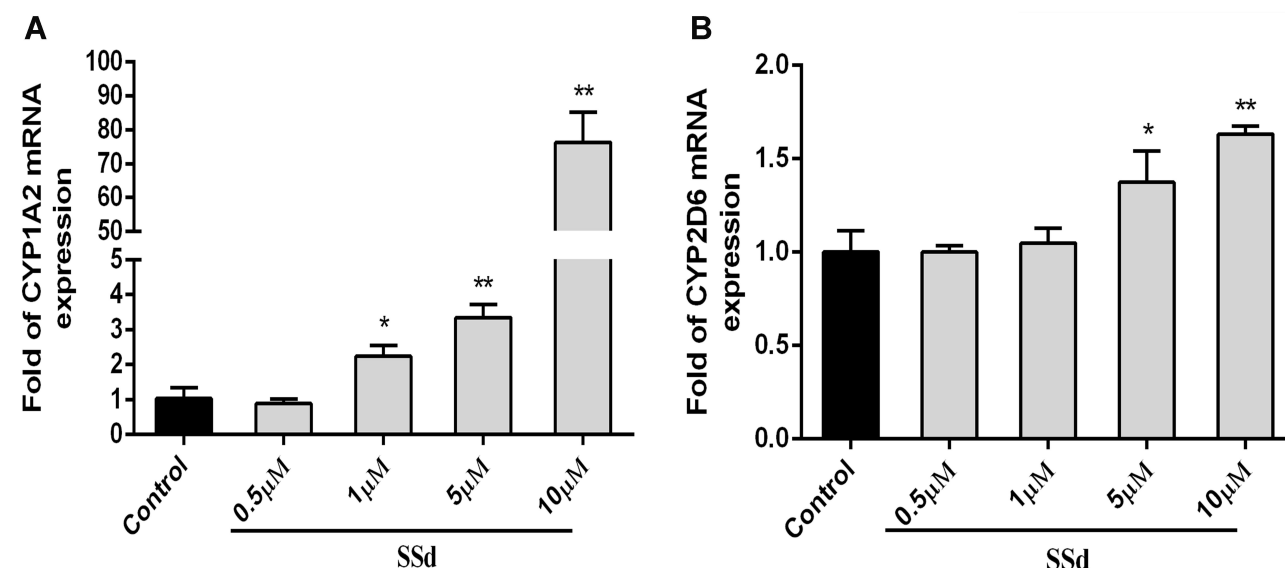 A
Fold of CYP1A2 mRNA
expression
100
90
80
70
60
50
5
4
3
2
1
0
*
**
**
Control
0.5μM
1μM
5μM
10μM
SSd
B
Fold of CYP2D6 mRNA
expression
2.0
1.5
1.0
0.5
0.0
*
**
Control
0.5μM
1μM
5μM
10μM
SSd